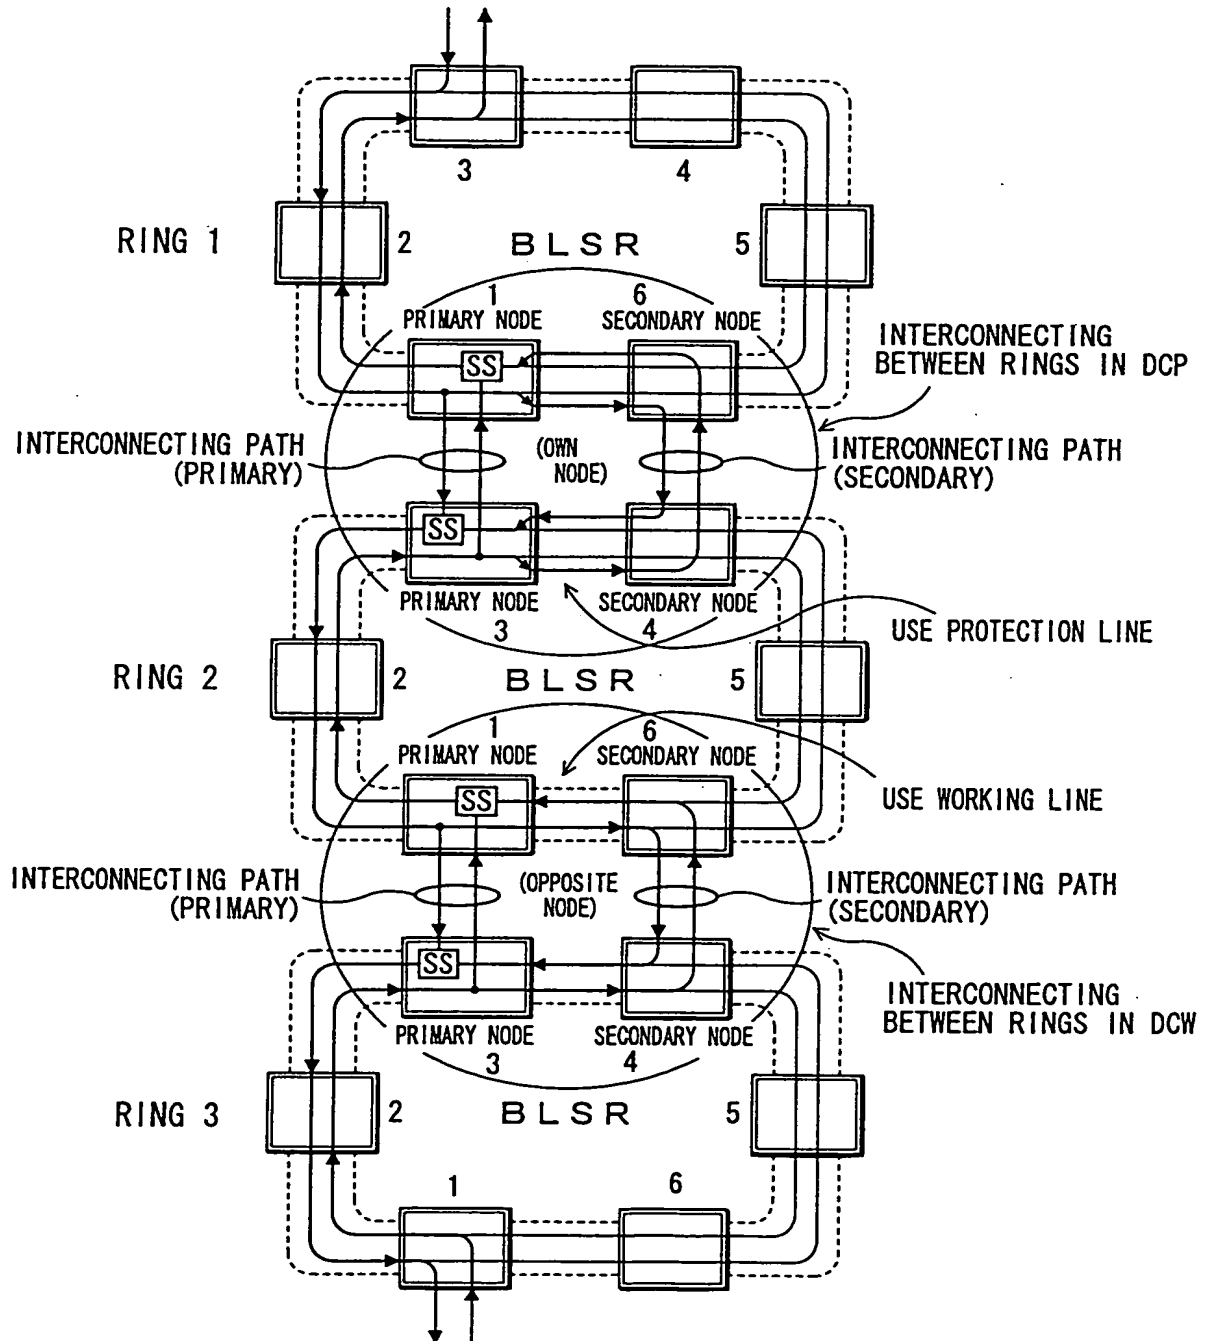 3
4
RING 1
2
BLSR
5
1
6
PRIMARY NODE
SECONDARY NODE
INTERCONNECTING
BETWEEN RINGS IN DCP
SS
INTERCONNECTING PATH
(PRIMARY)
(OWN
NODE)
INTERCONNECTING PATH
(SECONDARY)
SS
PRIMARY NODE
SECONDARY NODE
3
4
USE PROTECTION LINE
RING 2
2
BLSR
5
1
6
PRIMARY NODE
SECONDARY NODE
SS
USE WORKING LINE
INTERCONNECTING PATH
(PRIMARY)
(OPPOSITE
NODE)
INTERCONNECTING PATH
(SECONDARY)
SS
INTERCONNECTING
BETWEEN RINGS IN DCW
PRIMARY NODE
SECONDARY NODE
3
4
RING 3
2
BLSR
5
1
6